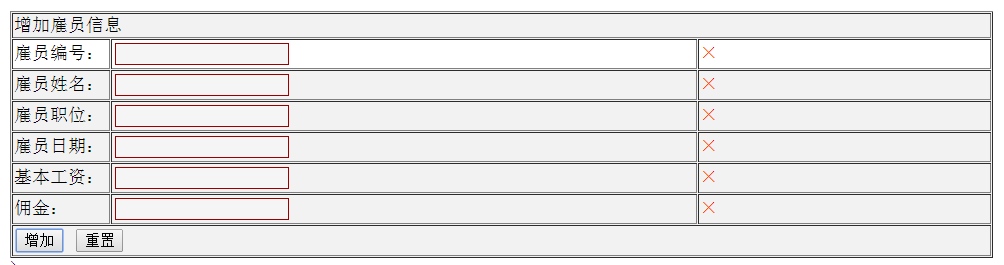 增加雇员信息
雇员编号： ×
雇员姓名： ×
雇员职位： ×
雇员日期： ×
基本工资： ×
佣金： ×
增加 重置